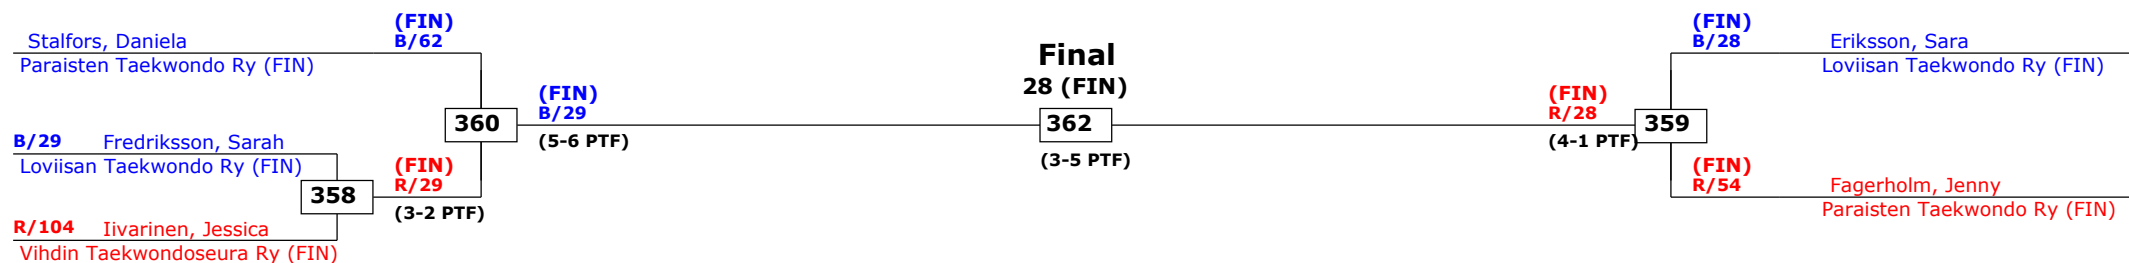 (FIN)
B/62
Stalfors, Daniela
Paraisten Taekwondo Ry (FIN)
B/29 Fredriksson, Sarah
Loviisan Taekwondo Ry (FIN)
R/104 Iivarinen, Jessica
Vihdin Taekwondoseura Ry (FIN)
358
(FIN)
R/29
(3-2 PTF)
360
(FIN)
B/29
(5-6 PTF)
Final
28 (FIN)
362
(3-5 PTF)
(FIN)
R/28
(4-1 PTF)
359
(FIN)
B/28
Eriksson, Sara
Loviisan Taekwondo Ry (FIN)
(FIN)
R/54
Fagerholm, Jenny
Paraisten Taekwondo Ry (FIN)